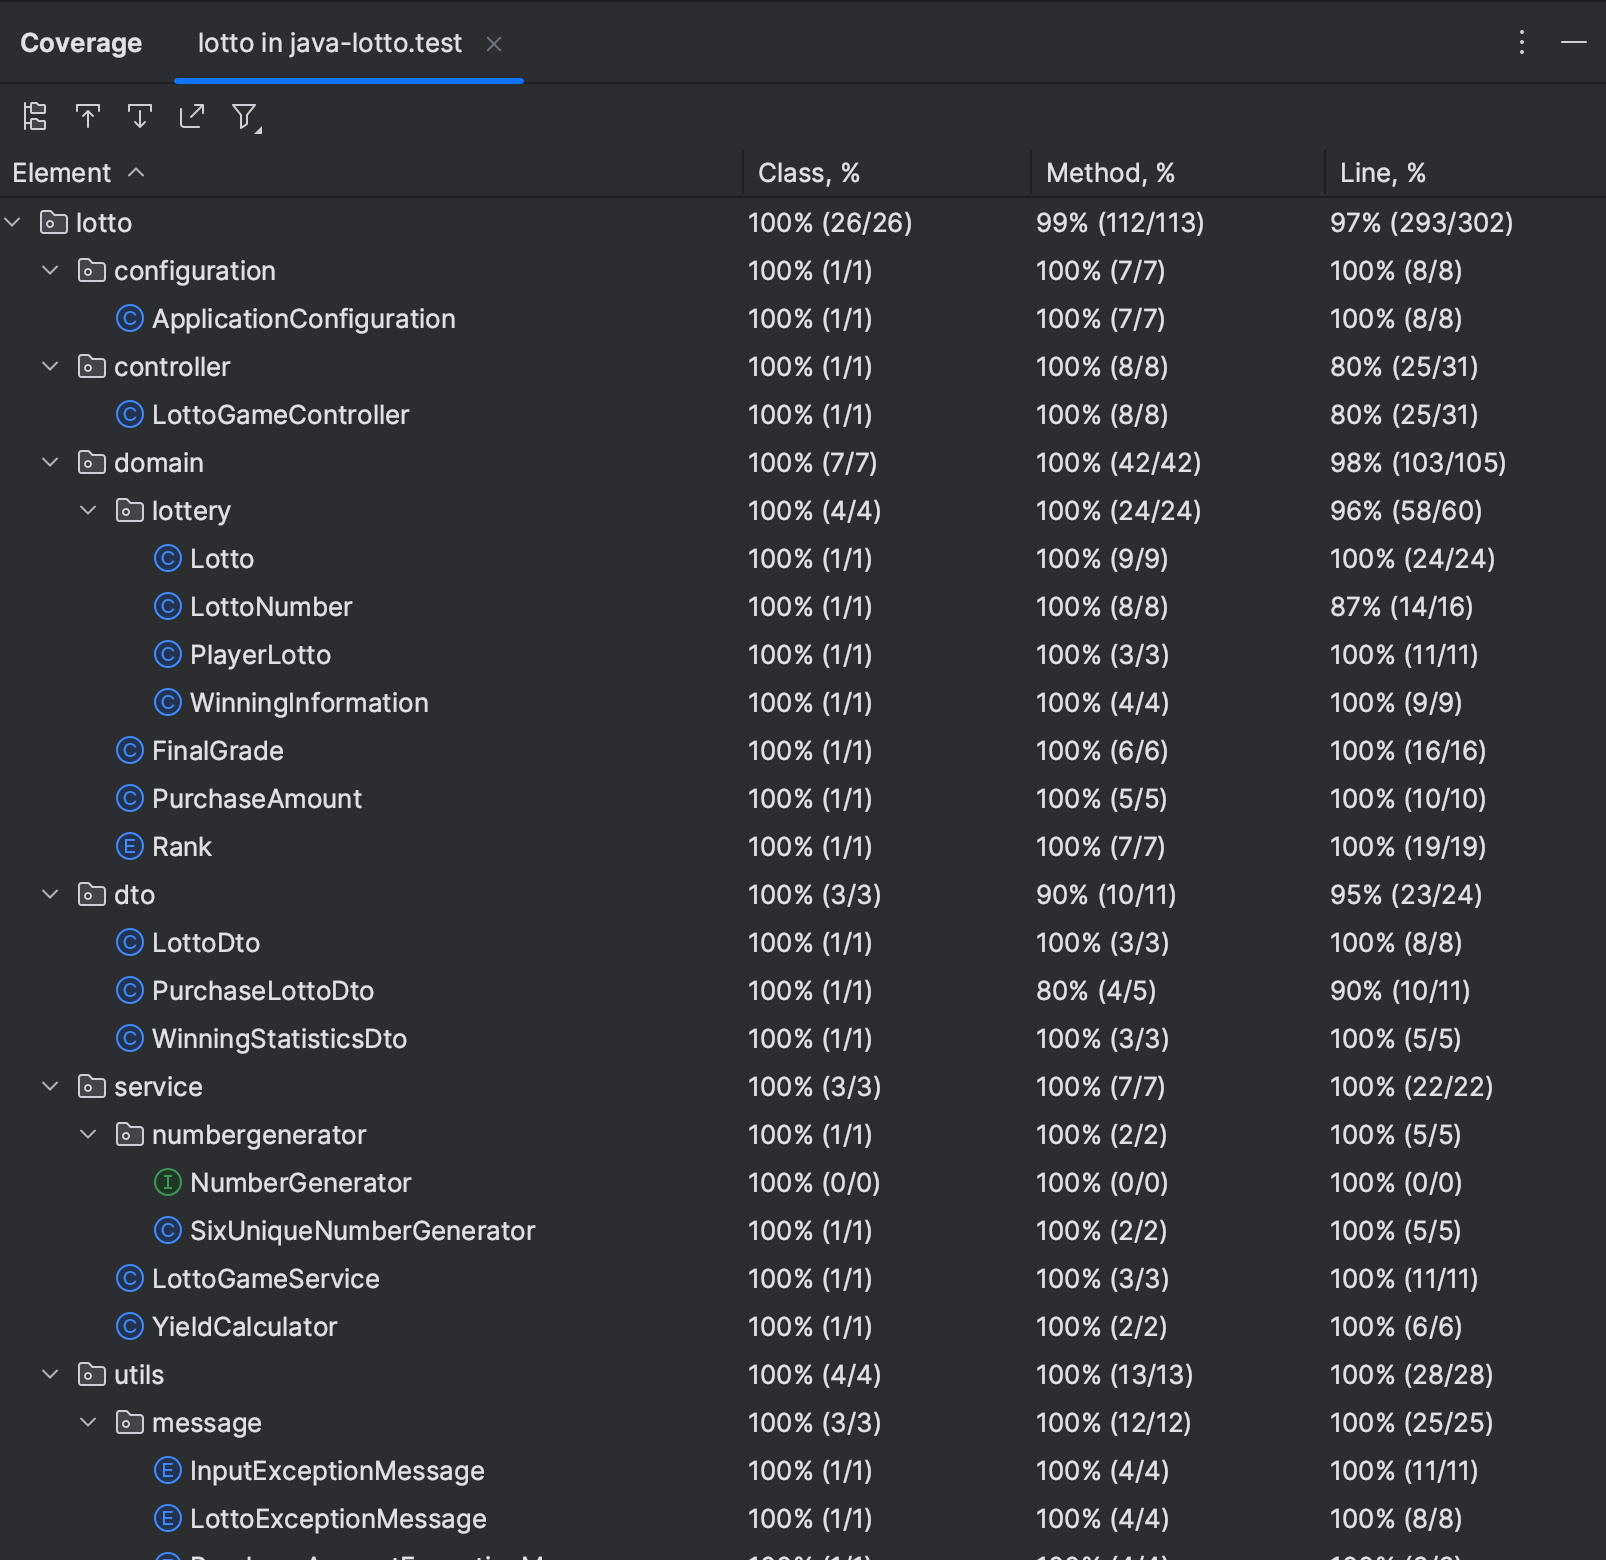 Coverage lotto in java-lotto.test
Element Class, % Method, % Line, %
lotto 100% (26/26) 99% (112/113) 97% (293/302)
configuration 100% (1/1) 100% (7/7) 100% (8/8)
C ApplicationConfiguration 100% (1/1) 100% (7/7) 100% (8/8)
controller 100% (1/1) 100% (8/8) 80% (25/31)
C LottoGameController 100% (1/1) 100% (8/8) 80% (25/31)
domain 100% (7/7) 100% (42/42) 98% (103/105)
lottery 100% (4/4) 100% (24/24) 96% (58/60)
C Lotto 100% (1/1) 100% (9/9) 100% (24/24)
C LottoNumber 100% (1/1) 100% (8/8) 87% (14/16)
C PlayerLotto 100% (1/1) 100% (3/3) 100% (11/11)
C WinningInformation 100% (1/1) 100% (4/4) 100% (9/9)
C FinalGrade 100% (1/1) 100% (6/6) 100% (16/16)
C PurchaseAmount 100% (1/1) 100% (5/5) 100% (10/10)
E Rank 100% (1/1) 100% (7/7) 100% (19/19)
dto 100% (3/3) 90% (10/11) 95% (23/24)
C LottoDto 100% (1/1) 100% (3/3) 100% (8/8)
C PurchaseLottoDto 100% (1/1) 80% (4/5) 90% (10/11)
C WinningStatisticsDto 100% (1/1) 100% (3/3) 100% (5/5)
service 100% (3/3) 100% (7/7) 100% (22/22)
numbergenerator 100% (1/1) 100% (2/2) 100% (5/5)
I NumberGenerator 100% (0/0) 100% (0/0) 100% (0/0)
C SixUniqueNumberGenerator 100% (1/1) 100% (2/2) 100% (5/5)
C LottoGameService 100% (1/1) 100% (3/3) 100% (11/11)
C YieldCalculator 100% (1/1) 100% (2/2) 100% (6/6)
utils 100% (4/4) 100% (13/13) 100% (28/28)
message 100% (3/3) 100% (12/12) 100% (25/25)
E InputExceptionMessage 100% (1/1) 100% (4/4) 100% (11/11)
E LottoExceptionMessage 100% (1/1) 100% (4/4) 100% (8/8)